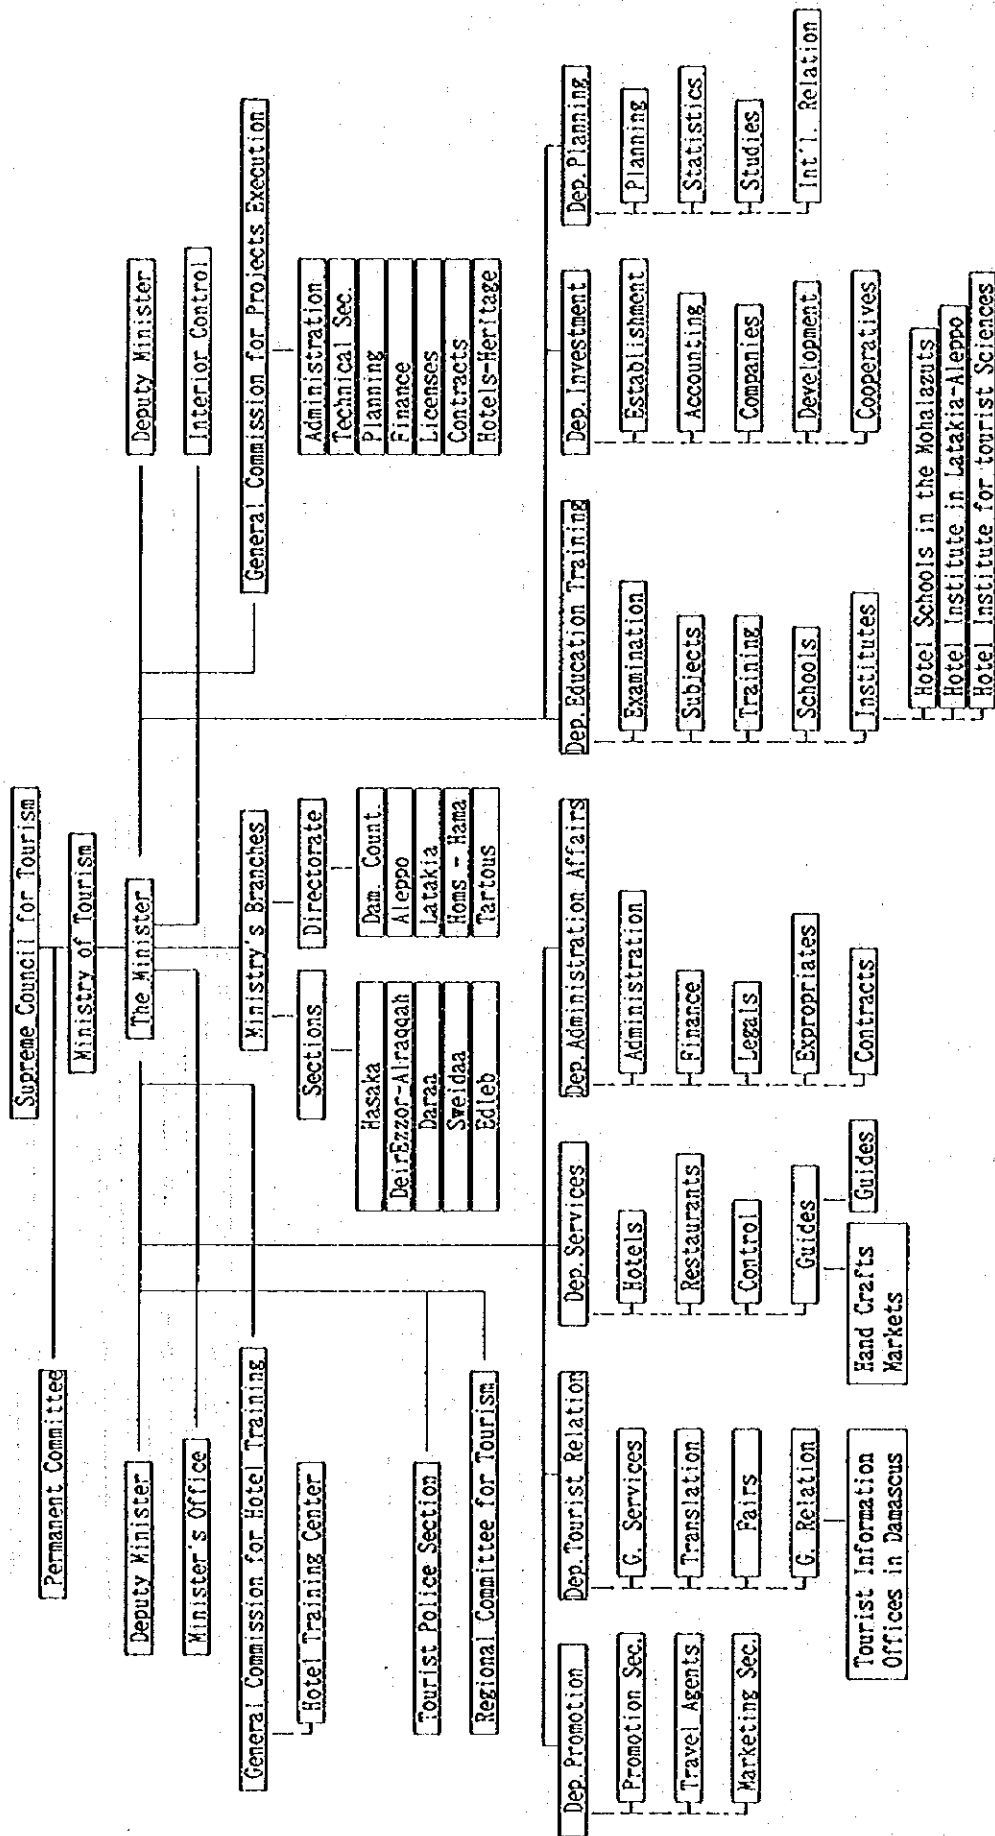 Supreme Council for Tourism
Permanent Committee
Ministry of Tourism
Deputy Minister
The Minister
Deputy Minister
Minister's Office
Interior Control
General Commission for Hotel Training
Ministry's Branches
General Commission for Projects Execution
Hotel Training Center
Sections
Directorate
Administration
Technical Sec.
Planning
Finance
Licenses
Contracts
Hotels-Heritage
Hasaka
DeirEzzor-Alraqqah
Daraa
Sweidaa
Edleb
Dam. Count.
Aleppo
Latakia
Homs - Hama
Tartous
Tourist Police Section
Regional Committee for Tourism
Dep.Promotion
Promotion Sec.
Travel Agents
Marketing Sec.
Dep.Tourist Relation
G. Services
Translation
Fairs
G. Relation
Tourist Information
Offices in Damascus
Dep.Services
Hotels
Restaurants
Control
Guides
Hand Crafts
Markets
Guides
Dep.Administration Affairs
Administration
Finance
Legals
Expropriates
Contracts
Dep.Education Training
Examination
Subjects
Training
Schools
Institutes
Hotel Schools in the Mohalazuts
Hotel Institute in Latakia-Aleppo
Hotel Institute for tourist Sciences
Dep.Investment
Establishment
Accounting
Companies
Development
Cooperatives
Dep.Planning
Planning
Statistics
Studies
Int'l. Relation